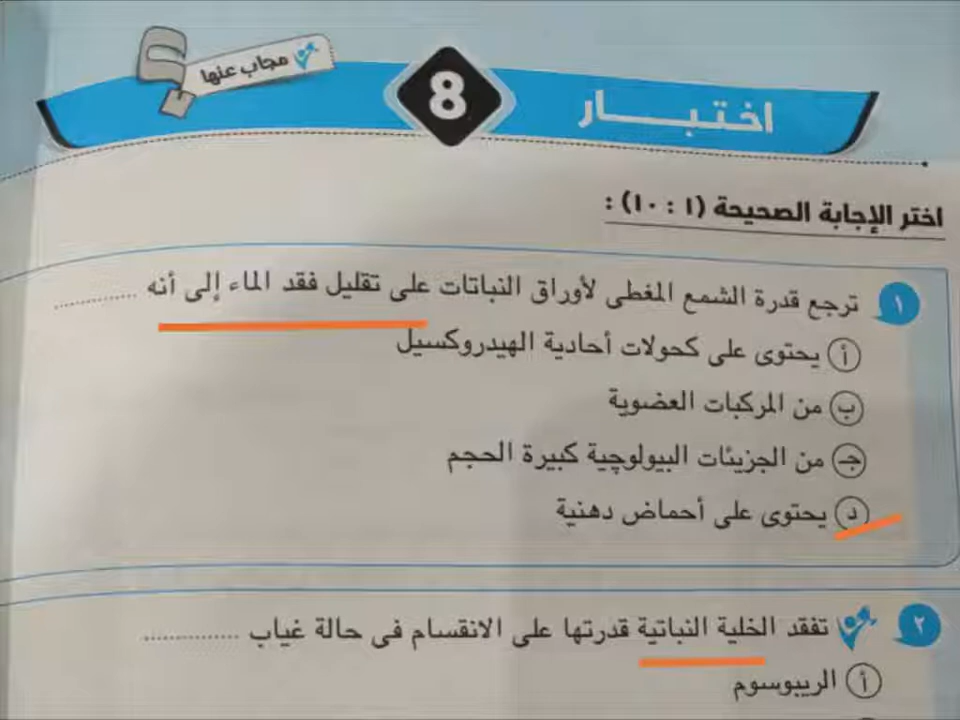 مجاب عنها
8
اختبــــار
اختر الإجابة الصحيحة (١ : ١٠) :
١ ترجع قدرة الشمع المغطى لأوراق النباتات على تقليل فقد الماء إلى أنه ............
أ يحتوى على كحولات أحادية الهيدروكسيل
ب من المركبات العضوية
جـ من الجزيئات البيولوچية كبيرة الحجم
د يحتوى على أحماض دهنية
٢ تفقد الخلية النباتية قدرتها على الانقسام فى حالة غياب ............
أ الريبوسوم